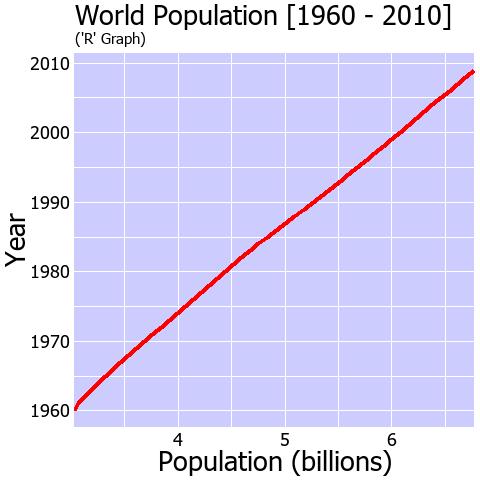 World Population [1960 - 2010]
('R' Graph)
2010
2000
1990
1980
1970
1960
Year
4 5 6
Population (billions)